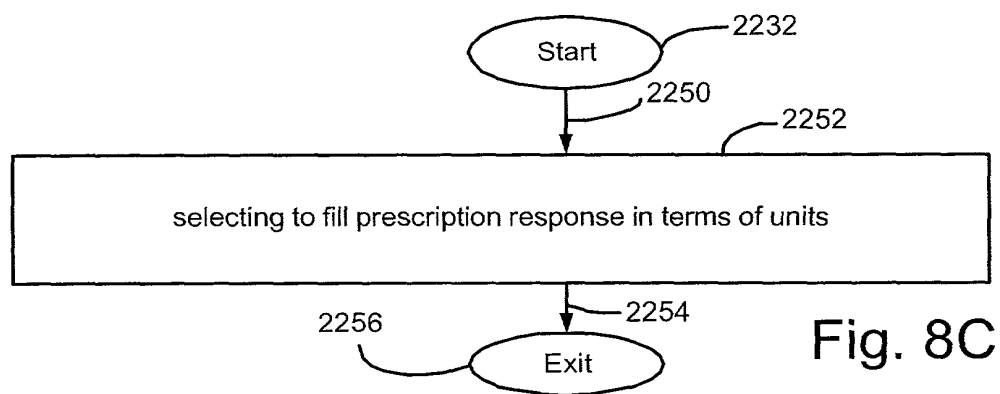 Start
2232
2250
2252
selecting to fill prescription response in terms of units
2254
2256
Exit
Fig. 8C